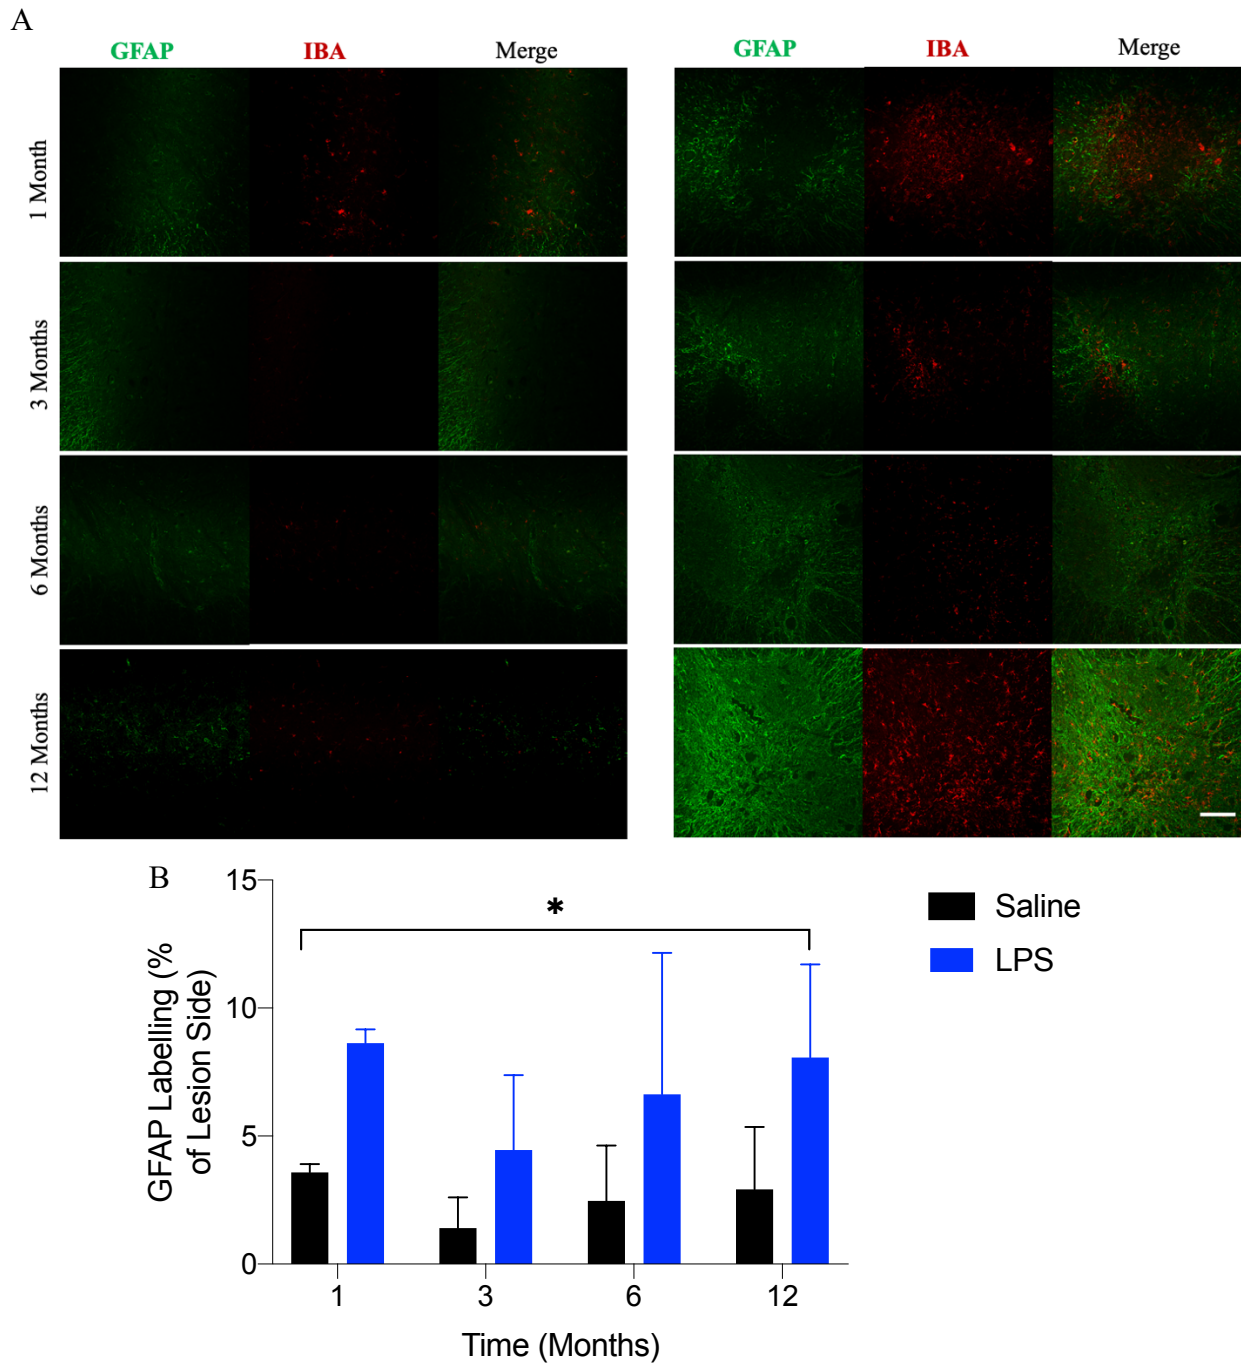 A
GFAP IBA Merge GFAP IBA Merge
1 Month
3 Months
6 Months
12 Months
B
15
10
5
0
GFAP Labelling (%
of Lesion Side)
*
Saline
LPS
1 3 6 12
Time (Months)